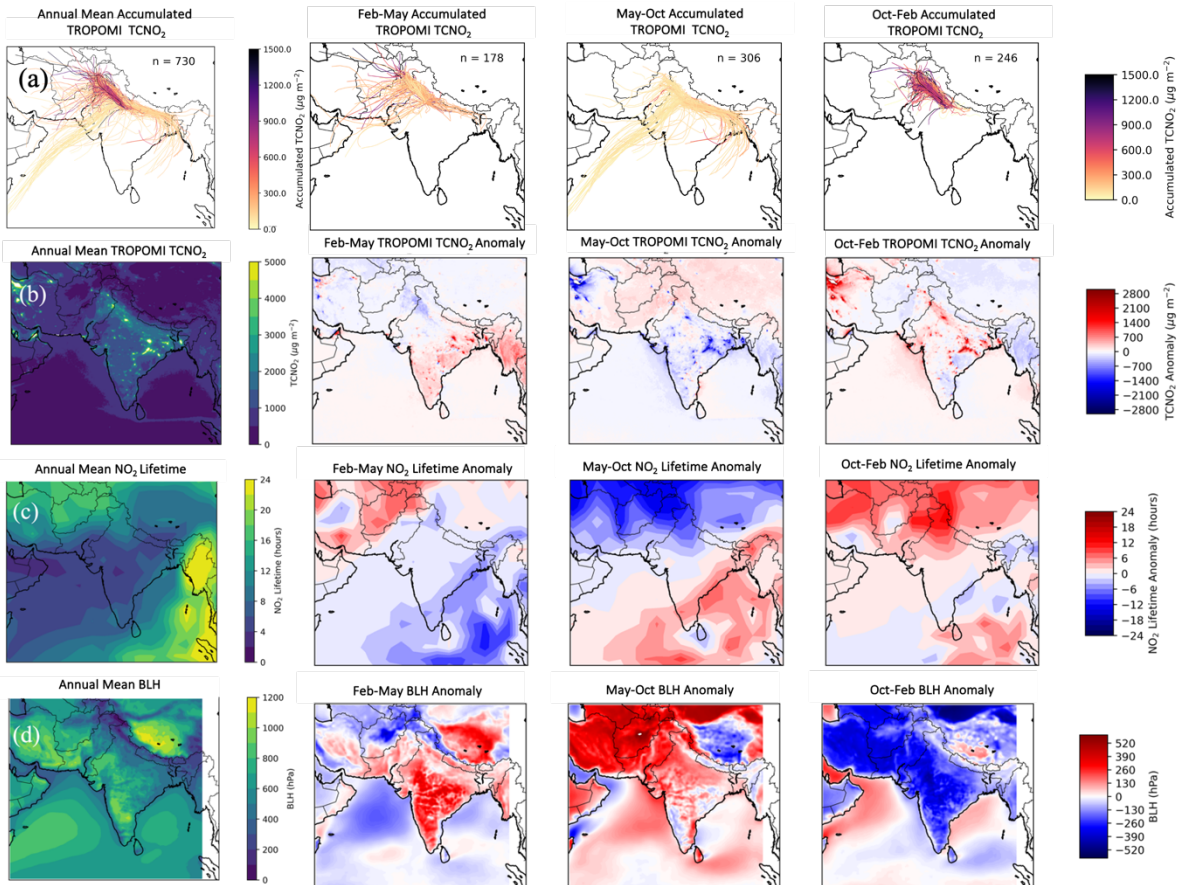 Annual Mean Accumulated
TROPOMI TCNO₂
Feb-May Accumulated
TROPOMI TCNO₂
May-Oct Accumulated
TROPOMI TCNO₂
Oct-Feb Accumulated
TROPOMI TCNO₂
(a)
n = 730
1500.0
1200.0
900.0
600.0
300.0
0.0
Accumulated TCNO₂ (µg m⁻²)
n = 178
n = 306
n = 246
1500.0
1200.0
900.0
600.0
300.0
0.0
Accumulated TCNO₂ (µg m⁻²)
Annual Mean TROPOMI TCNO₂
Feb-May TROPOMI TCNO₂ Anomaly
May-Oct TROPOMI TCNO₂ Anomaly
Oct-Feb TROPOMI TCNO₂ Anomaly
(b)
5000
4000
3000
2000
1000
0
TCNO₂ (µg m⁻²)
2800
2100
1400
700
0
-700
-1400
-2100
-2800
TCNO₂ Anomaly (µg m⁻²)
Annual Mean NO₂ Lifetime
Feb-May NO₂ Lifetime Anomaly
May-Oct NO₂ Lifetime Anomaly
Oct-Feb NO₂ Lifetime Anomaly
(c)
24
20
16
12
8
4
0
NO₂ Lifetime (hours)
24
18
12
6
0
-6
-12
-18
-24
NO₂ Lifetime Anomaly (hours)
Annual Mean BLH
Feb-May BLH Anomaly
May-Oct BLH Anomaly
Oct-Feb BLH Anomaly
(d)
1200
1000
800
600
400
200
0
BLH (hPa)
520
390
260
130
0
-130
-260
-390
-520
BLH (hPa)